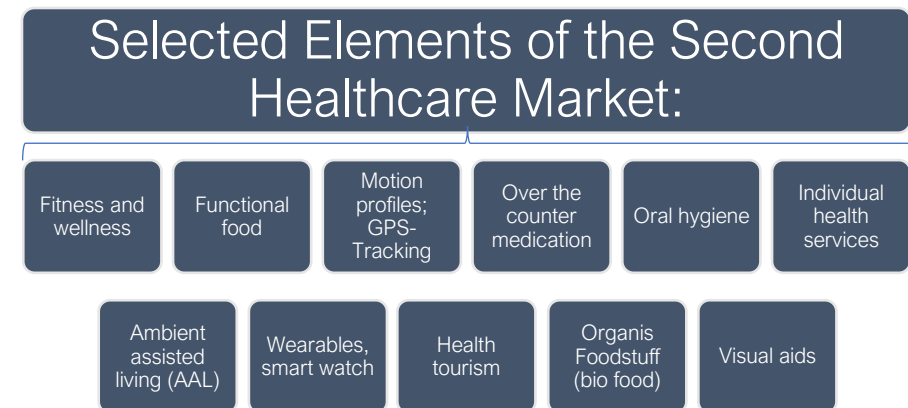 Selected Elements of the Second
Healthcare Market:
Fitness and
wellness
Functional
food
Motion
profiles;
GPS-
Tracking
Over the
counter
medication
Oral hygiene
Individual
health
services
Ambient
assisted
living (AAL)
Wearables,
smart watch
Health
tourism
Organis
Foodstuff
(bio food)
Visual aids